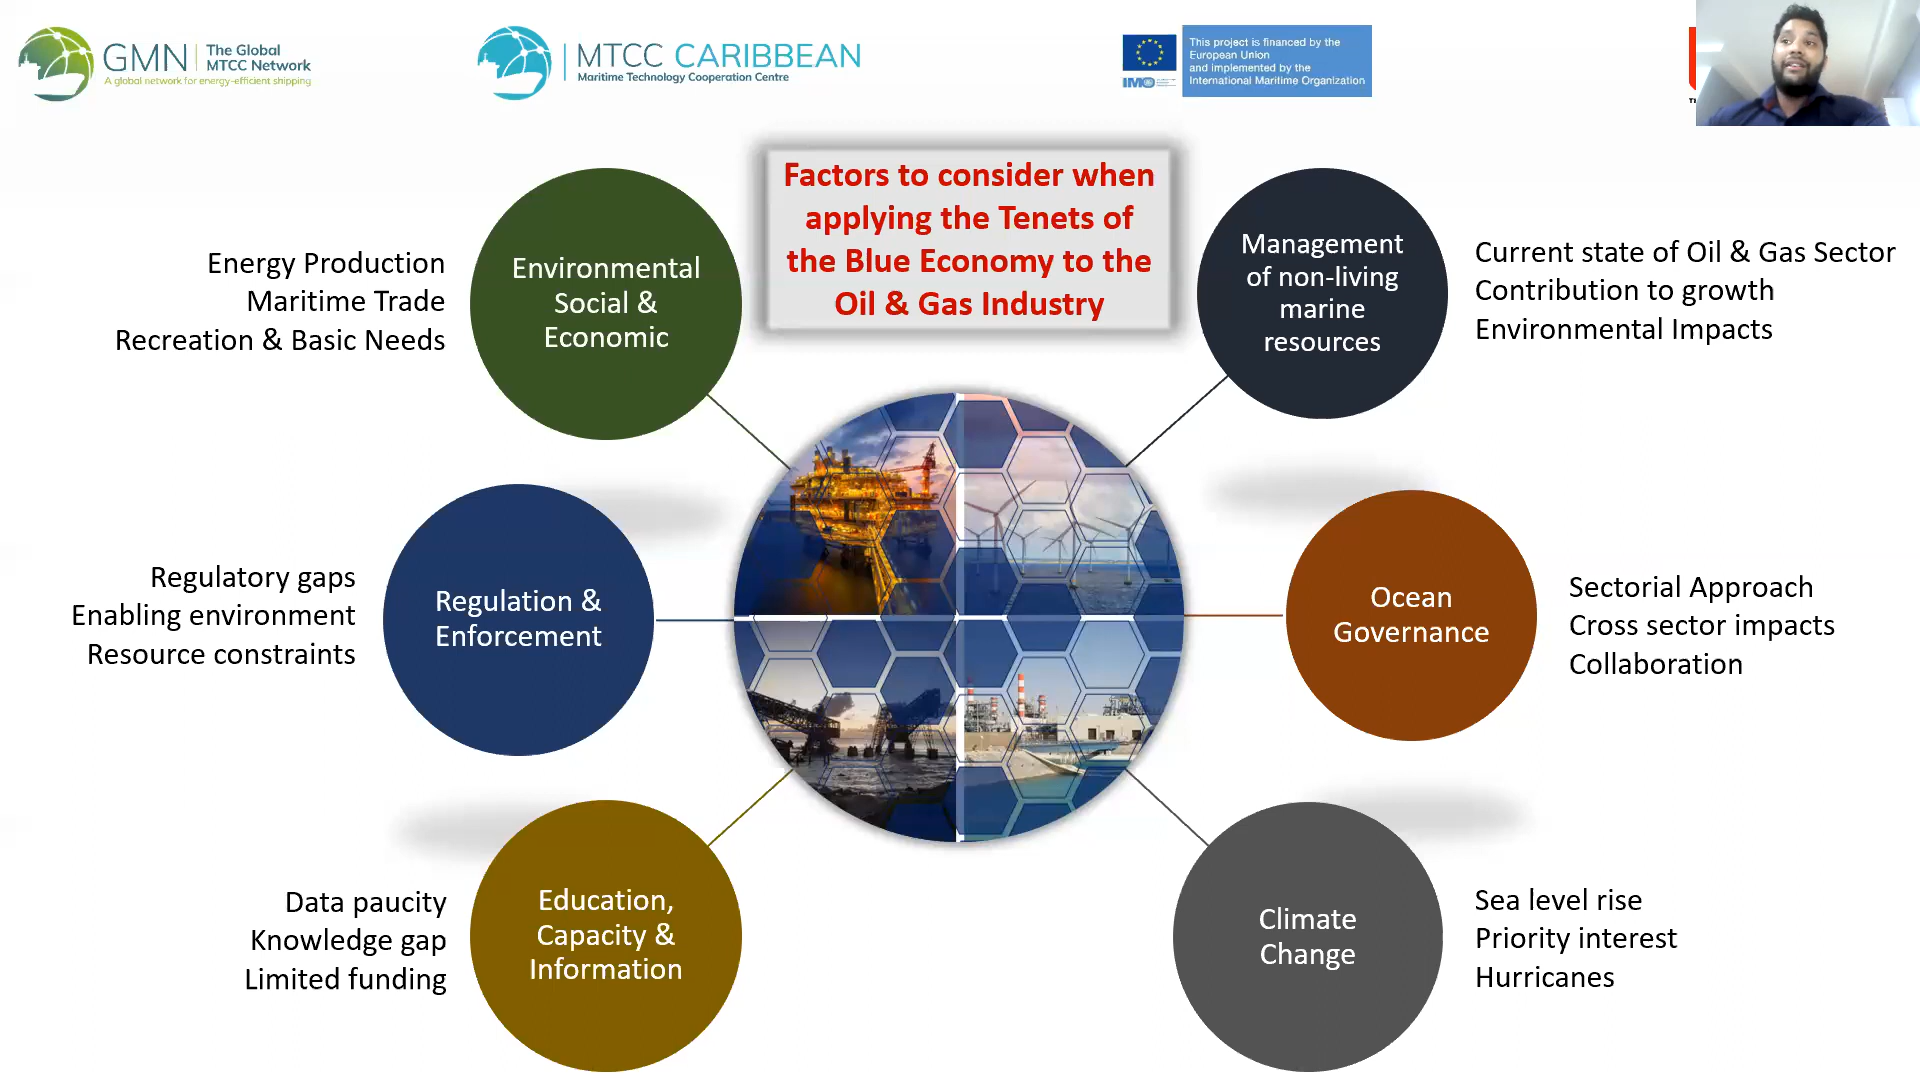 GMN
The Global
MTCC Network
A global network for energy-efficient shipping
MTCC CARIBBEAN
Maritime Technology Cooperation Centre
IMO
This project is financed by the
European Union
and implemented by the
International Maritime Organization
Factors to consider when
applying the Tenets of
the Blue Economy to the
Oil & Gas Industry
Energy Production
Maritime Trade
Recreation & Basic Needs
Environmental
Social &
Economic
Management
of non-living
marine
resources
Current state of Oil & Gas Sector
Contribution to growth
Environmental Impacts
Regulatory gaps
Enabling environment
Resource constraints
Regulation &
Enforcement
Ocean
Governance
Sectorial Approach
Cross sector impacts
Collaboration
Data paucity
Knowledge gap
Limited funding
Education,
Capacity &
Information
Climate
Change
Sea level rise
Priority interest
Hurricanes